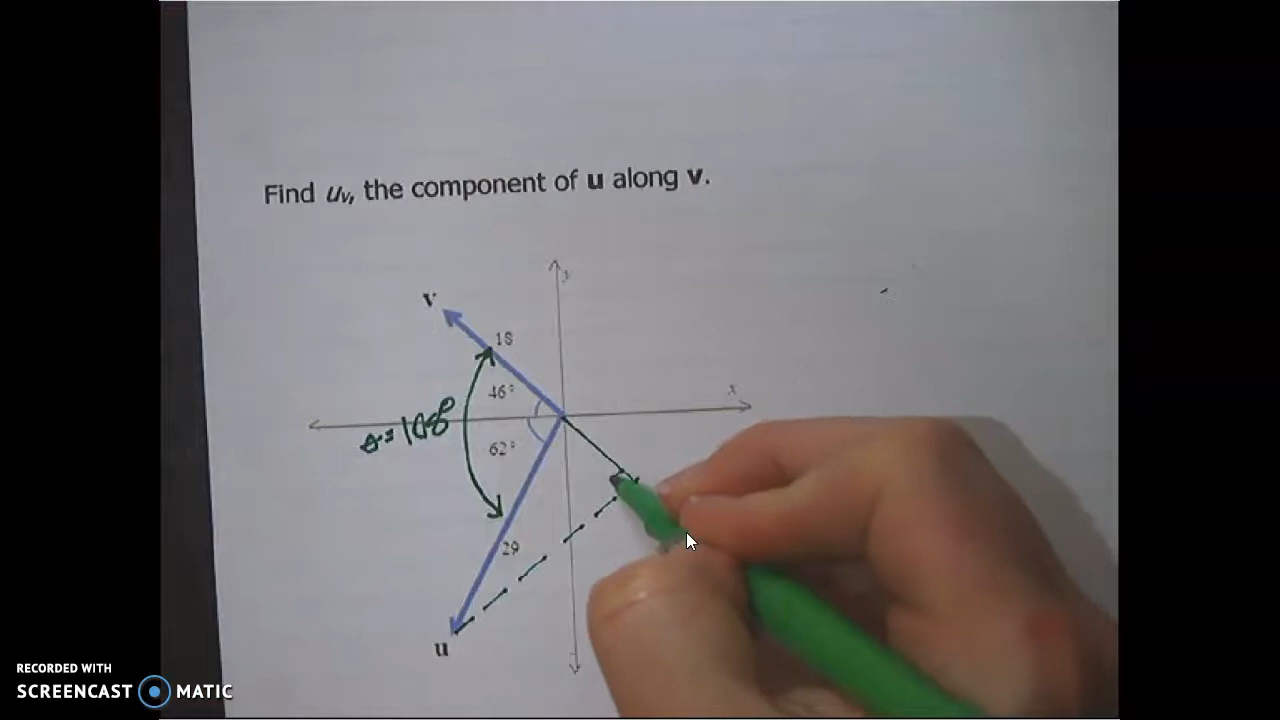 Find uv, the component of u along v.
y
v
18
x
46°
θ=108°
62°
29
u
RECORDED WITH
SCREENCAST MATIC